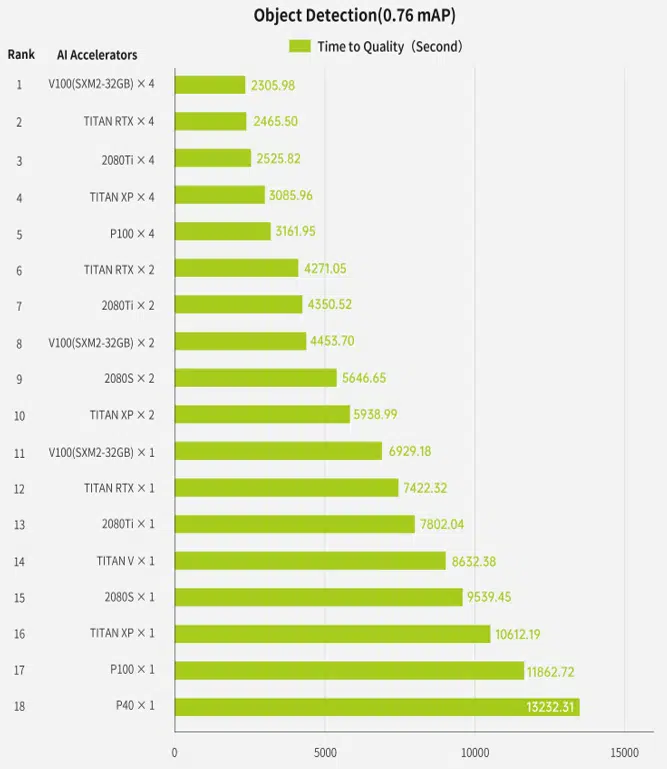 Object Detection(0.76 mAP)
Time to Quality（Second）
Rank AI Accelerators
1 V100(SXM2-32GB) × 4 2305.98
2 TITAN RTX × 4 2465.50
3 2080Ti × 4 2525.82
4 TITAN XP × 4 3085.96
5 P100 × 4 3161.95
6 TITAN RTX × 2 4271.05
7 2080Ti × 2 4350.52
8 V100(SXM2-32GB) × 2 4453.70
9 2080S × 2 5646.65
10 TITAN XP × 2 5938.99
11 V100(SXM2-32GB) × 1 6929.18
12 TITAN RTX × 1 7422.32
13 2080Ti × 1 7802.04
14 TITAN V × 1 8632.38
15 2080S × 1 9539.45
16 TITAN XP × 1 10612.19
17 P100 × 1 11862.72
18 P40 × 1 13232.31
0 5000 10000 15000